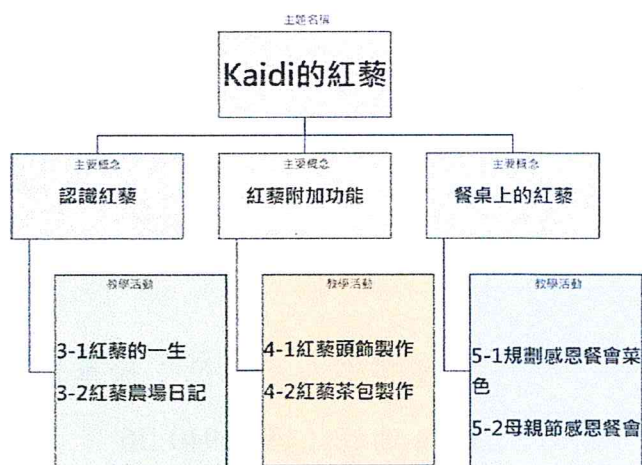 主題名稱
Kaidi的紅藜
主要概念
認識紅藜
主要概念
紅藜附加功能
主要概念
餐桌上的紅藜
教學活動
3-1紅藜的一生
3-2紅藜農場日記
教學活動
4-1紅藜頭飾製作
4-2紅藜茶包製作
教學活動
5-1規劃感恩餐會菜
色
5-2母親節感恩餐會